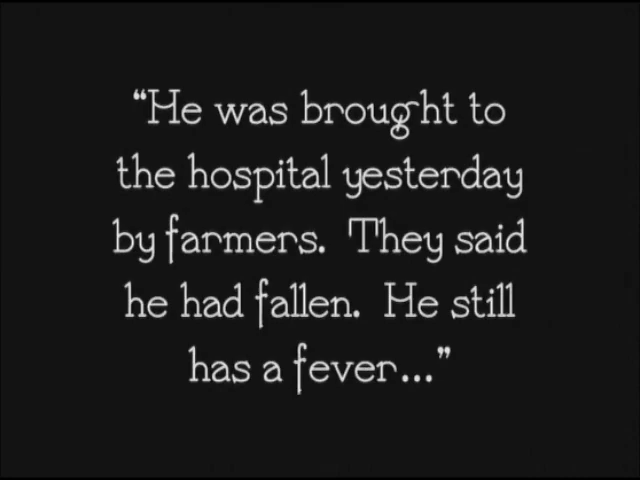 “He was brought to
the hospital yesterday
by farmers. They said
he had fallen. He still
has a fever...”